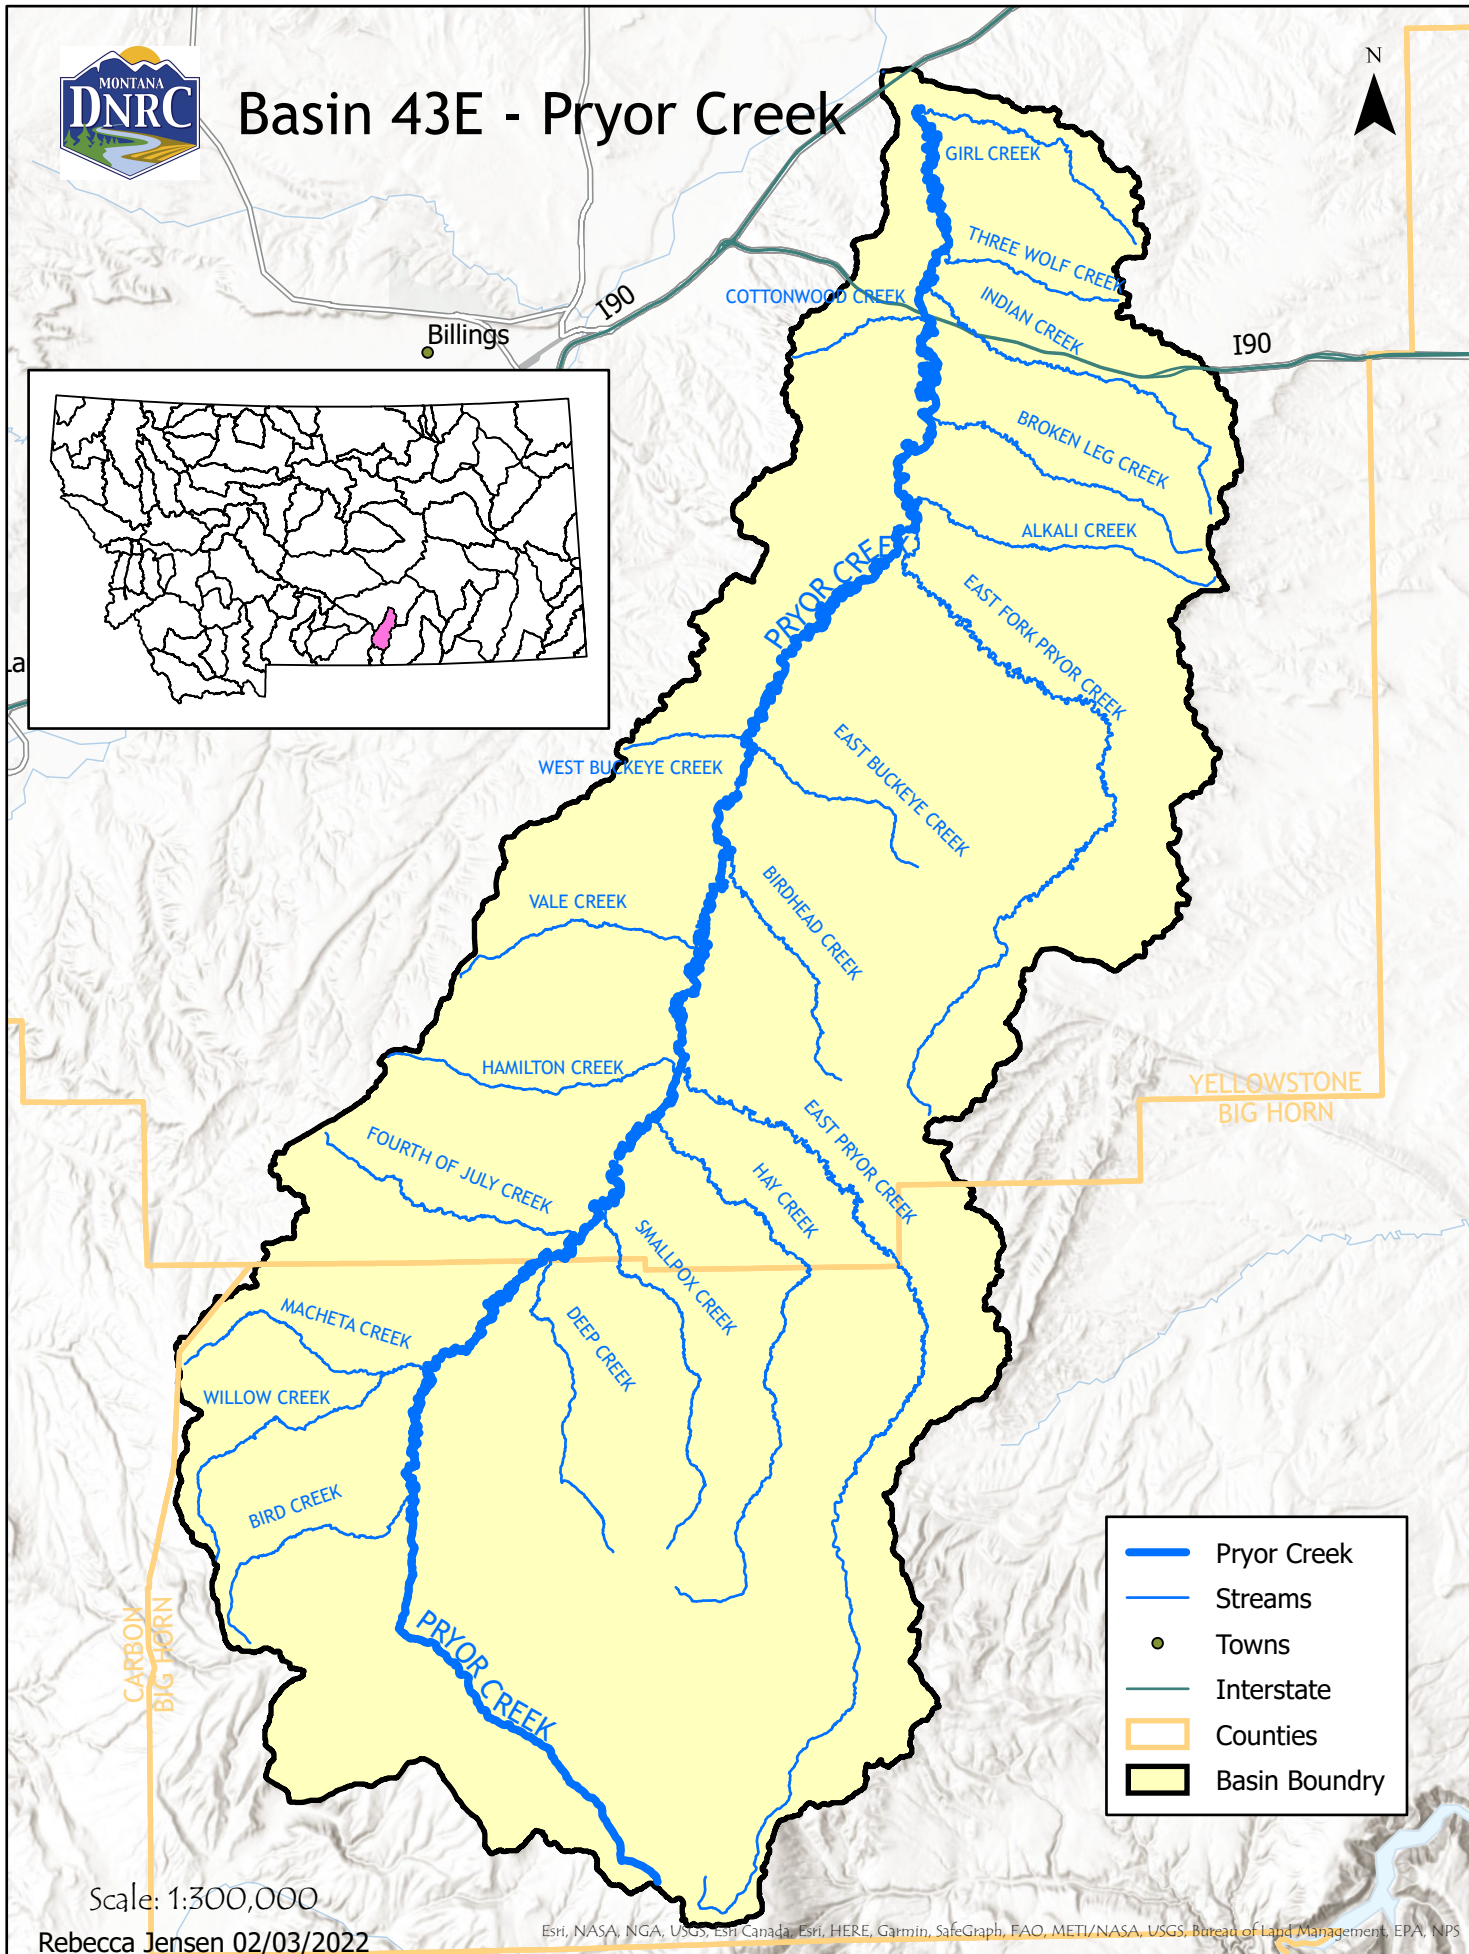 MONTANA
DNRC
Basin 43E - Pryor Creek
N
GIRL CREEK
THREE WOLF CREEK
COTTONWOOD CREEK
INDIAN CREEK
I90
Billings
I90
BROKEN LEG CREEK
ALKALI CREEK
PRYOR CREEK
EAST FORK PRYOR CREEK
La
WEST BUCKEYE CREEK
EAST BUCKEYE CREEK
BIRDHEAD CREEK
VALE CREEK
HAMILTON CREEK
YELLOWSTONE
BIG HORN
EAST PRYOR CREEK
FOURTH OF JULY CREEK
HAY CREEK
SMALLPOX CREEK
MACHETA CREEK
DEEP CREEK
WILLOW CREEK
BIRD CREEK
CARBON
BIG HORN
PRYOR CREEK
Pryor Creek
Streams
Towns
Interstate
Counties
Basin Boundry
Scale: 1:300,000
Rebecca Jensen 02/03/2022
Esri, NASA, NGA, USGS, Esri Canada, Esri, HERE, Garmin, SafeGraph, FAO, METI/NASA, USGS, Bureau of Land Management, EPA, NPS